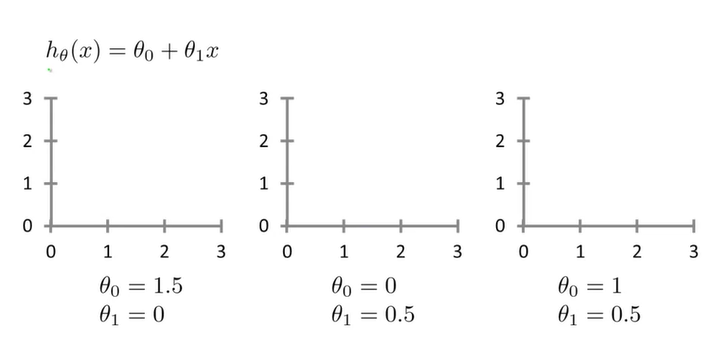 hθ(x) = θ₀ + θ₁x
3 3 3
2 2 2
1 1 1
0 0 0
0 1 2 3 0 1 2 3 0 1 2 3
θ₀ = 1.5 θ₀ = 0 θ₀ = 1
θ₁ = 0 θ₁ = 0.5 θ₁ = 0.5